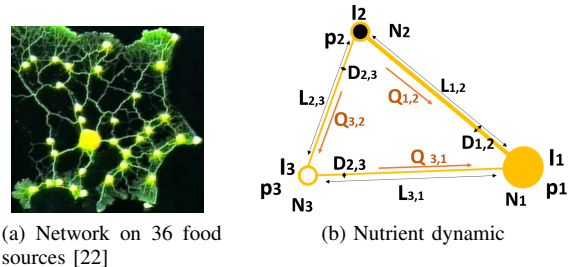 I2
p2
N2
D2,3
L1,2
L2,3
Q1,2
Q3,2
D1,2
I3
D2,3
Q 3,1
I1
p3
p1
L3,1
N3
N1
(a) Network on 36 food
sources [22]
(b) Nutrient dynamic